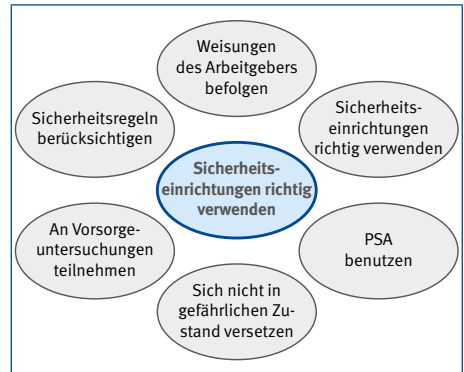 Weisungen
des Arbeitgebers
befolgen
Sicherheitsregeln
berücksichtigen
Sicherheits-
einrichtungen
richtig verwenden
Sicherheits-
einrichtungen richtig
verwenden
An Vorsorge-
untersuchungen
teilnehmen
PSA
benutzen
Sich nicht in
gefährlichen Zu-
stand versetzen